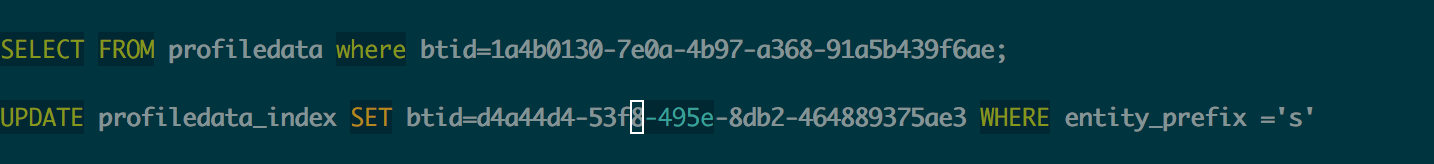 SELECT FROM profiledata where btid=1a4b0130-7e0a-4b97-a368-91a5b439f6ae;
UPDATE profiledata_index SET btid=d4a44d4-53f8-495e-8db2-464889375ae3 WHERE entity_prefix ='s'